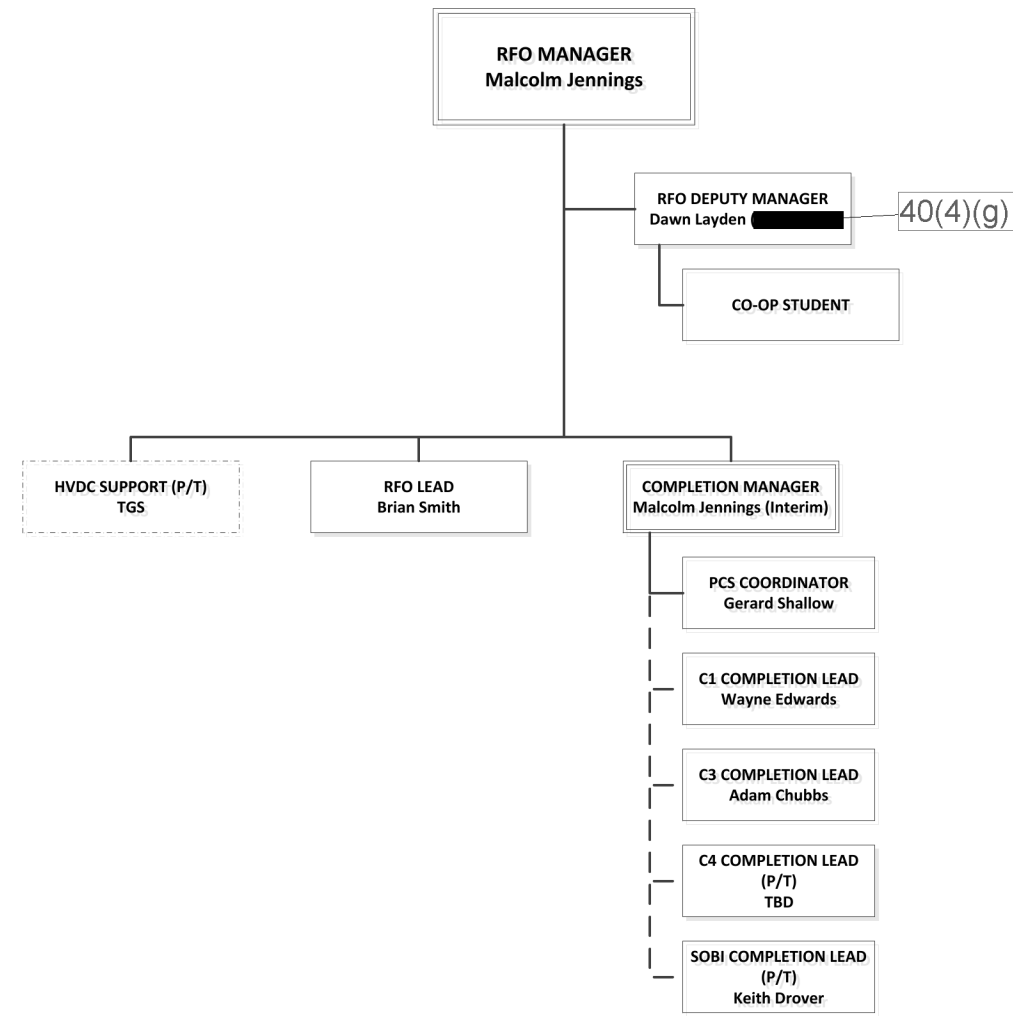 RFO MANAGER
Malcolm Jennings
RFO DEPUTY MANAGER
Dawn Layden (
40(4)(g)
CO-OP STUDENT
HVDC SUPPORT (P/T)
TGS
RFO LEAD
Brian Smith
COMPLETION MANAGER
Malcolm Jennings (Interim)
PCS COORDINATOR
Gerard Shallow
C1 COMPLETION LEAD
Wayne Edwards
C3 COMPLETION LEAD
Adam Chubbs
C4 COMPLETION LEAD
(P/T)
TBD
SOBI COMPLETION LEAD
(P/T)
Keith Drover